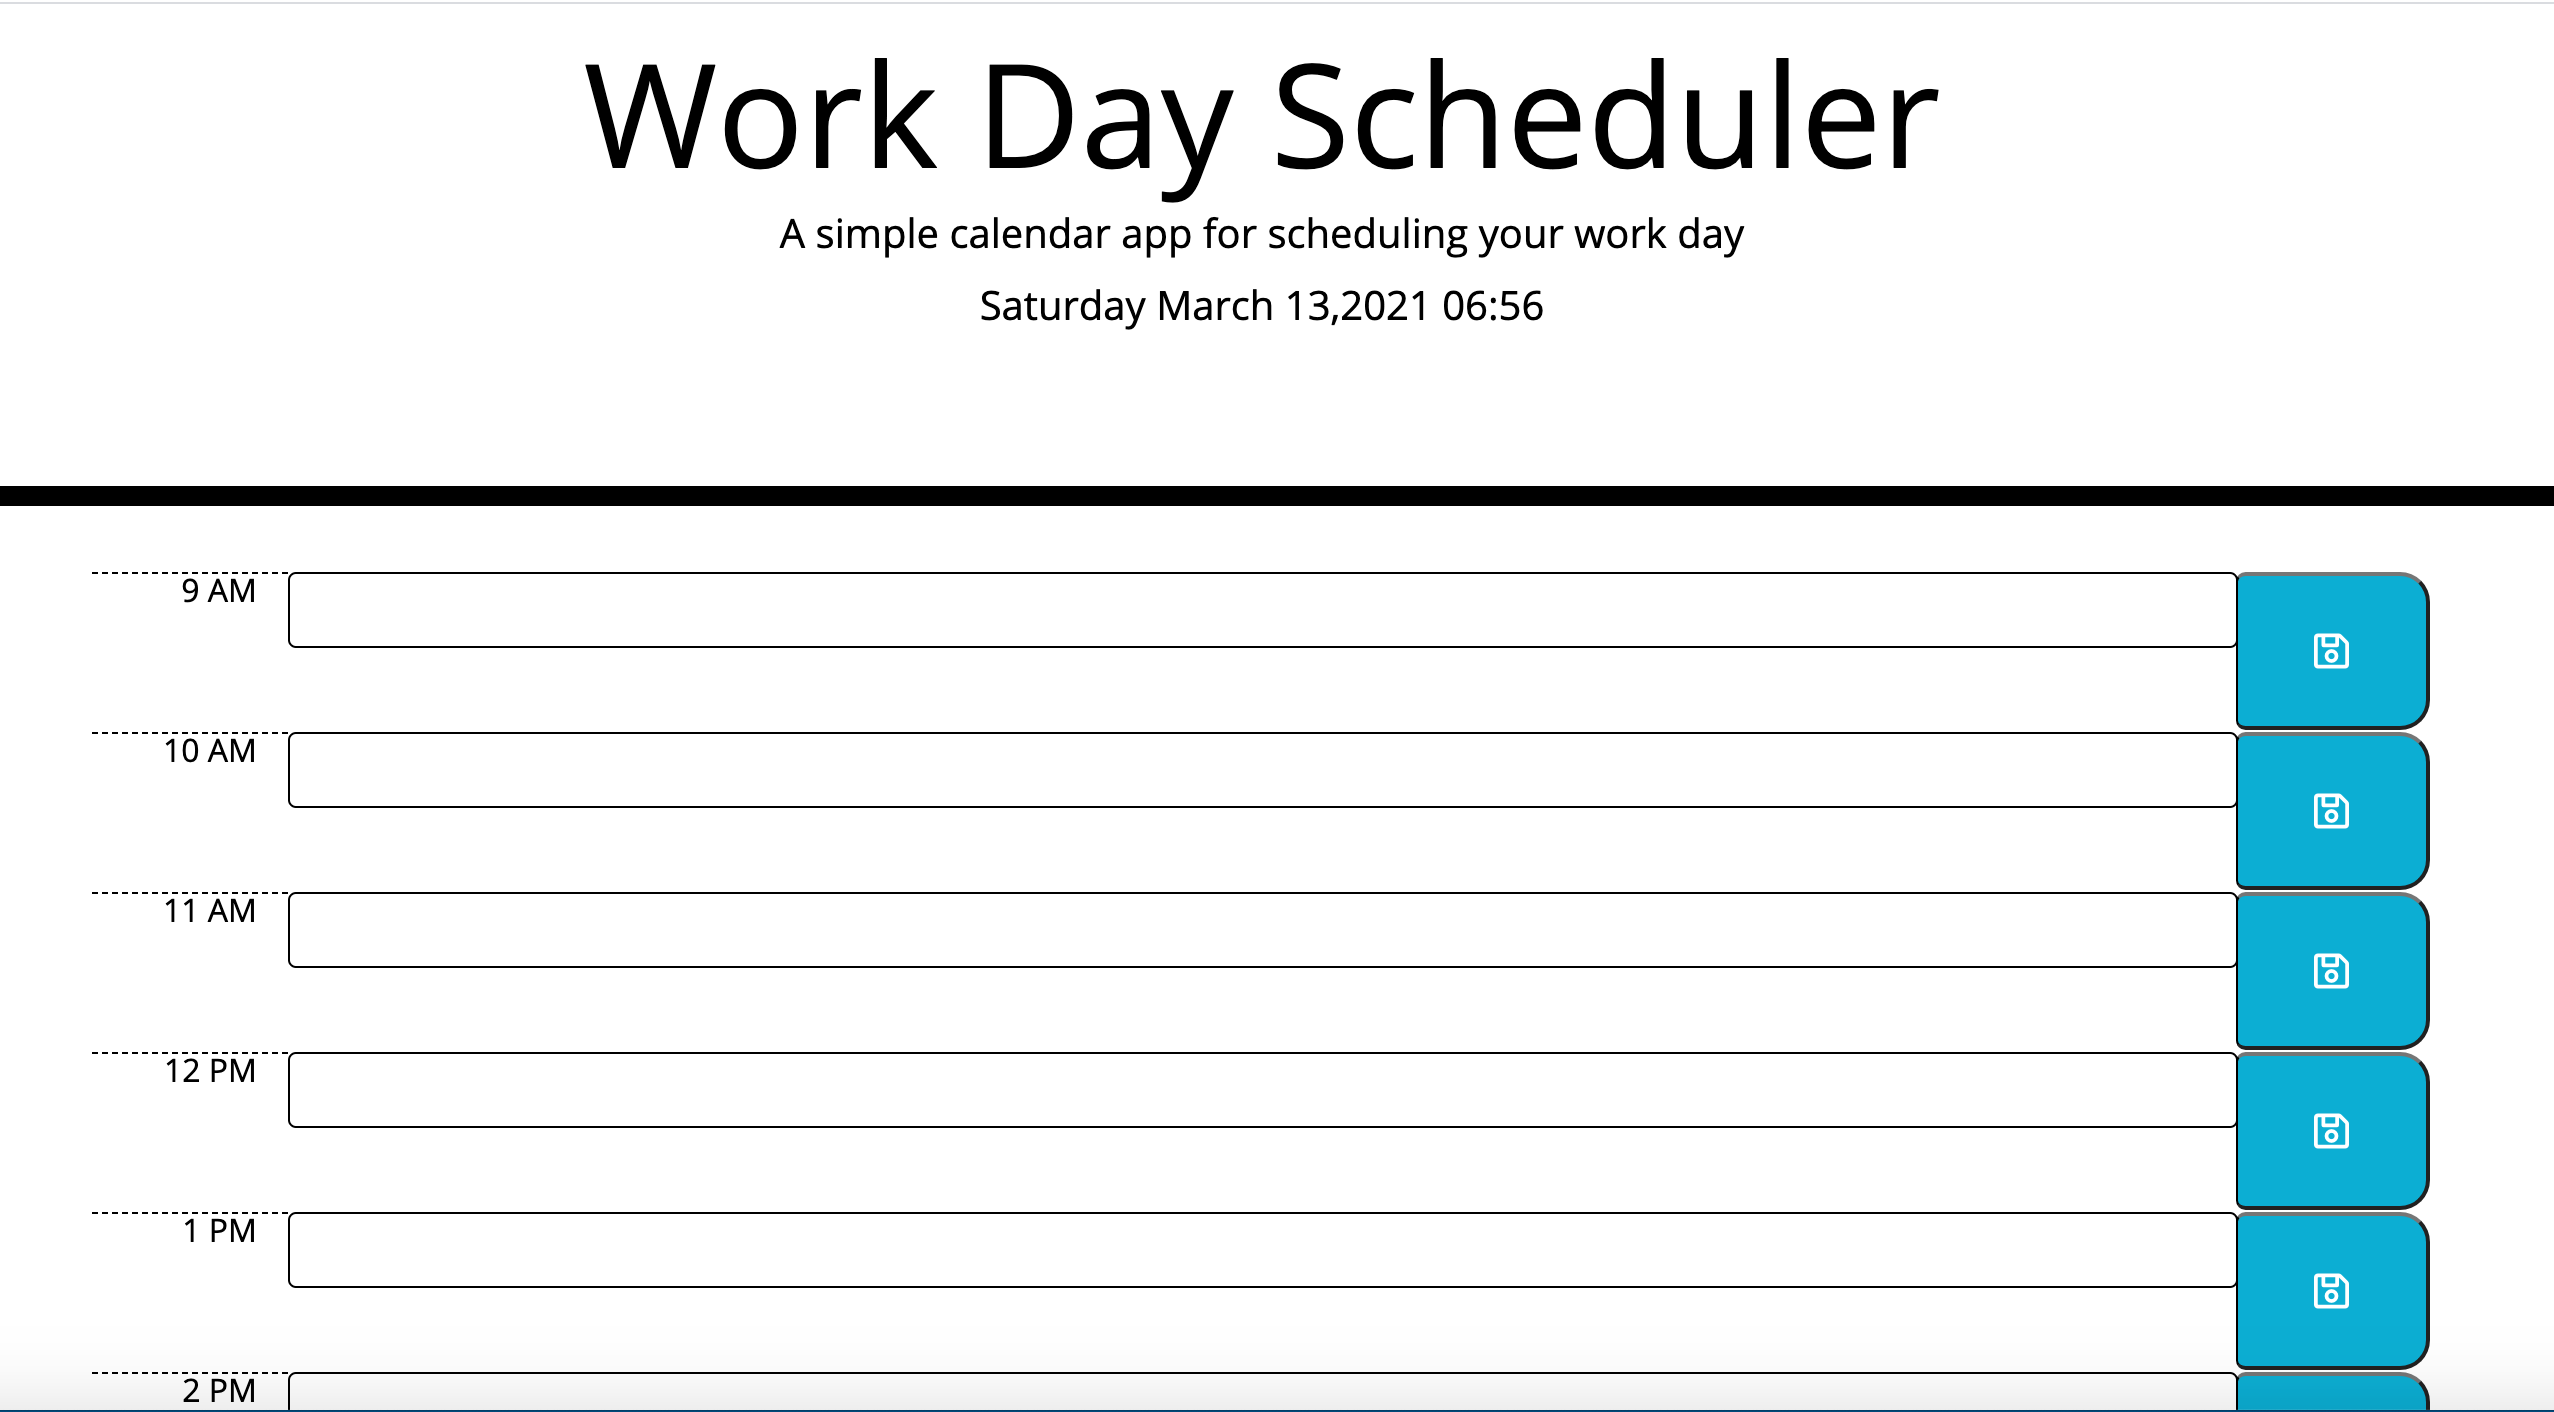 Work Day Scheduler
A simple calendar app for scheduling your work day
Saturday March 13,2021 06:56
9 AM
10 AM
11 AM
12 PM
1 PM
2 PM